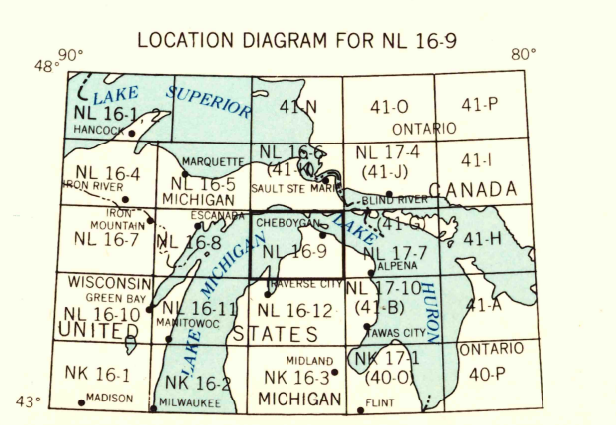 LOCATION DIAGRAM FOR NL 16-9
90°
80°
48°
LAKE SUPERIOR
NL 16-1
HANCOCK
41-N
41-O
41-P
ONTARIO
NL 16-4
IRON RIVER
MARQUETTE
NL 16-5
MICHIGAN
NL 16-6
(41-K)
SAULT STE MARIE
NL 17-4
(41-J)
BLIND RIVER
41-I
CANADA
IRON
MOUNTAIN
NL 16-7
ESCANABA
NL 16-8
CHEBOYGAN
NL 16-9
LAKE
(41-G)
NL 17-7
ALPENA
41-H
LAKE MICHIGAN
HURON
WISCONSIN
GREEN BAY
NL 16-10
UNITED STATES
NL 16-11
MANITOWOC
TRAVERSE CITY
NL 16-12
NL 17-10
(41-B)
TAWAS CITY
41-A
NK 16-1
MADISON
NK 16-2
MILWAUKEE
MIDLAND
NK 16-3
MICHIGAN
NK 17-1
(40-O)
FLINT
ONTARIO
40-P
43°